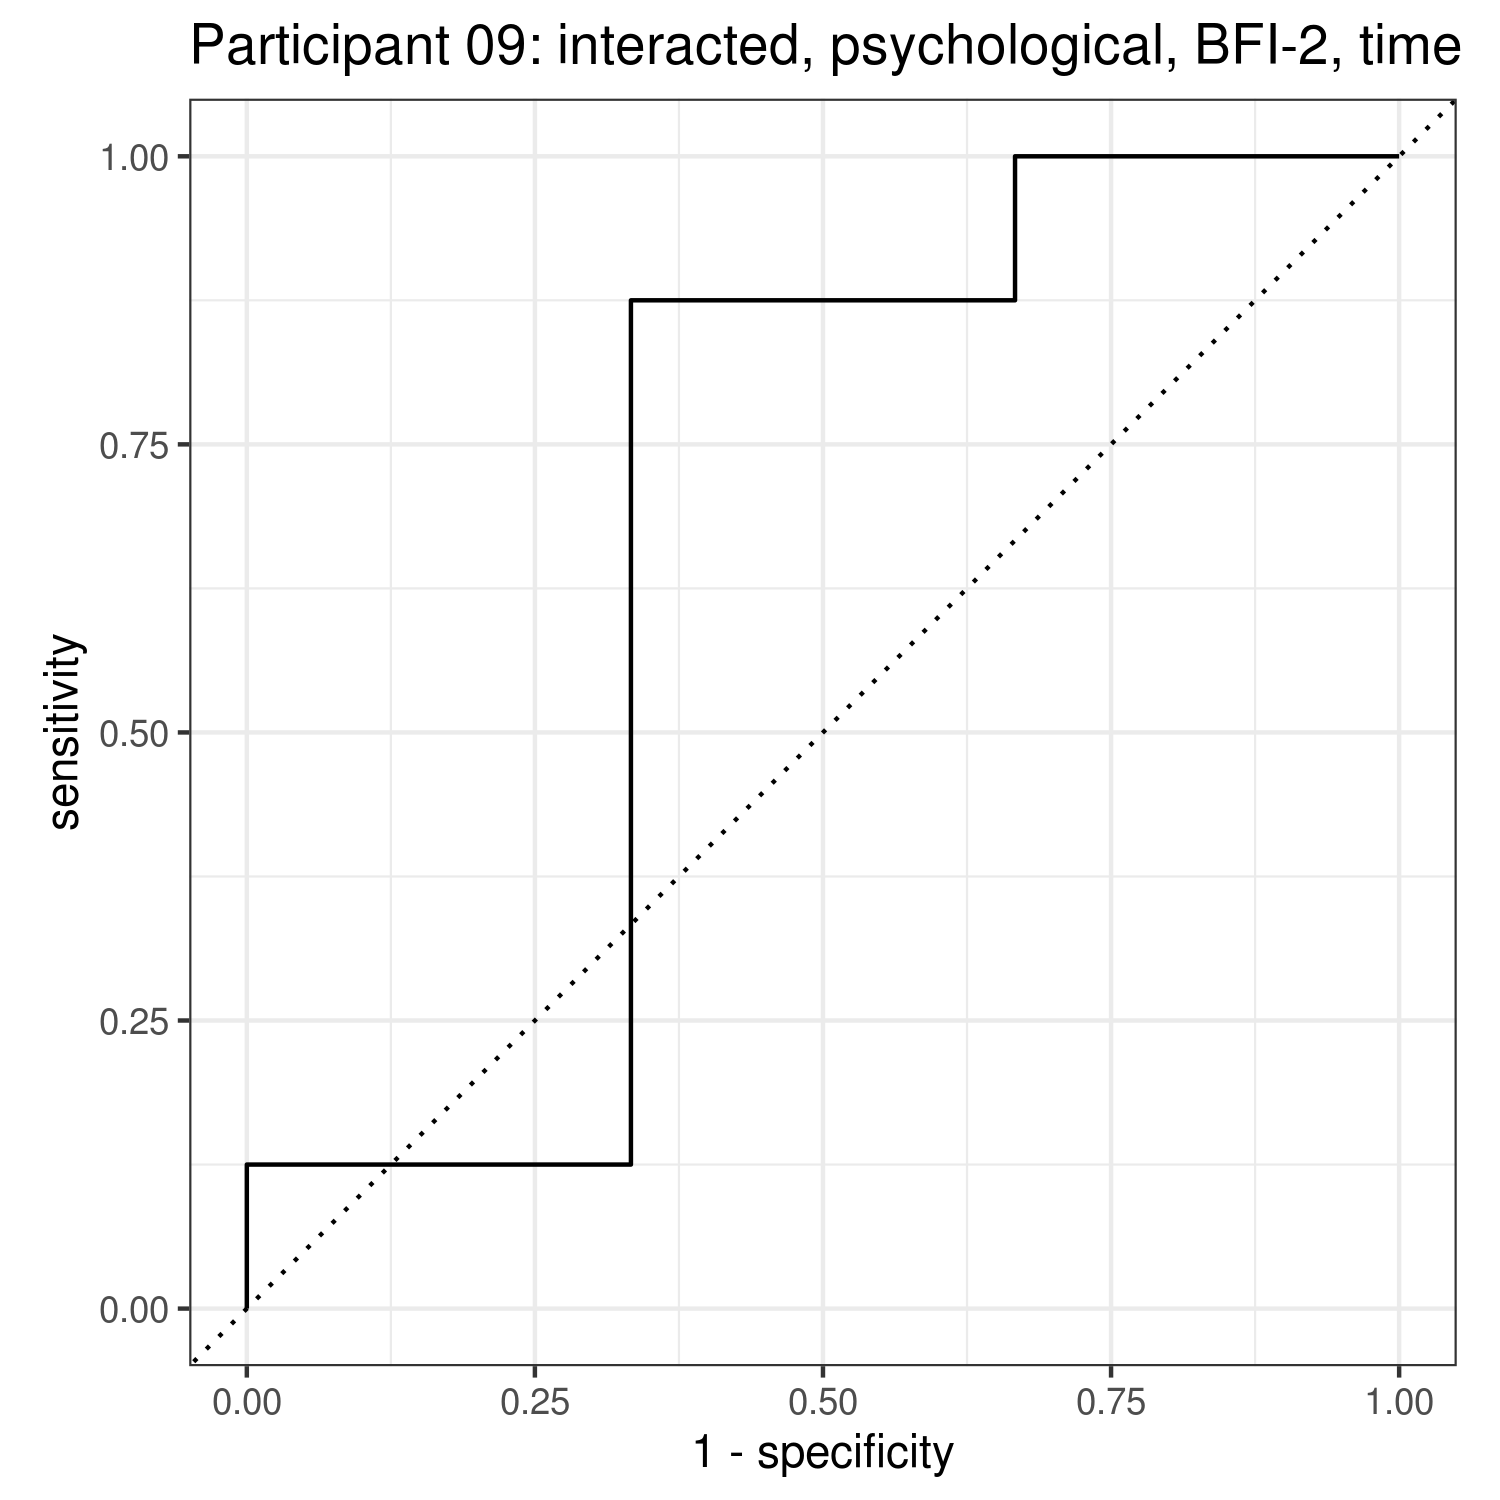 Participant 09: interacted, psychological, BFI-2, time
1.00
0.75
0.50
0.25
0.00
sensitivity
0.00 0.25 0.50 0.75 1.00
1 - specificity